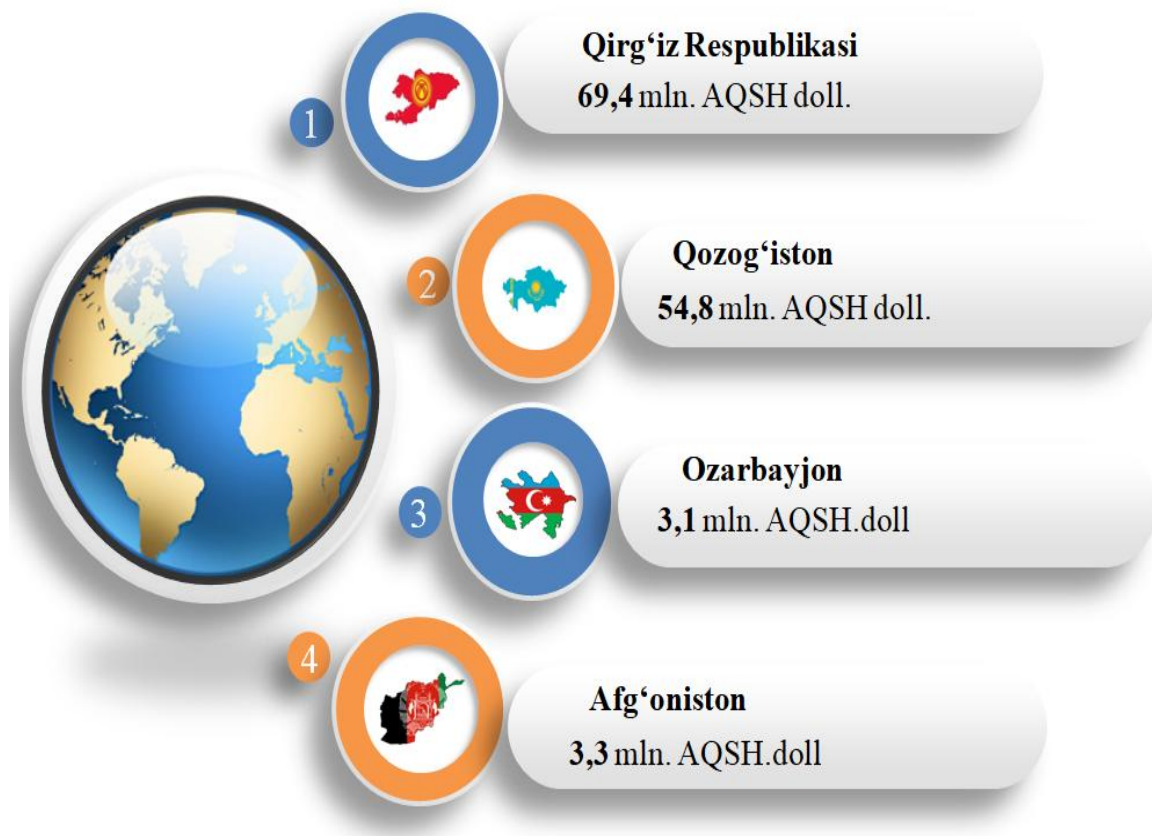 1
Qirg‘iz Respublikasi
69,4 mln. AQSH doll.
2
Qozog‘iston
54,8 mln. AQSH doll.
3
Ozarbayjon
3,1 mln. AQSH.doll
4
Afg‘oniston
3,3 mln. AQSH.doll